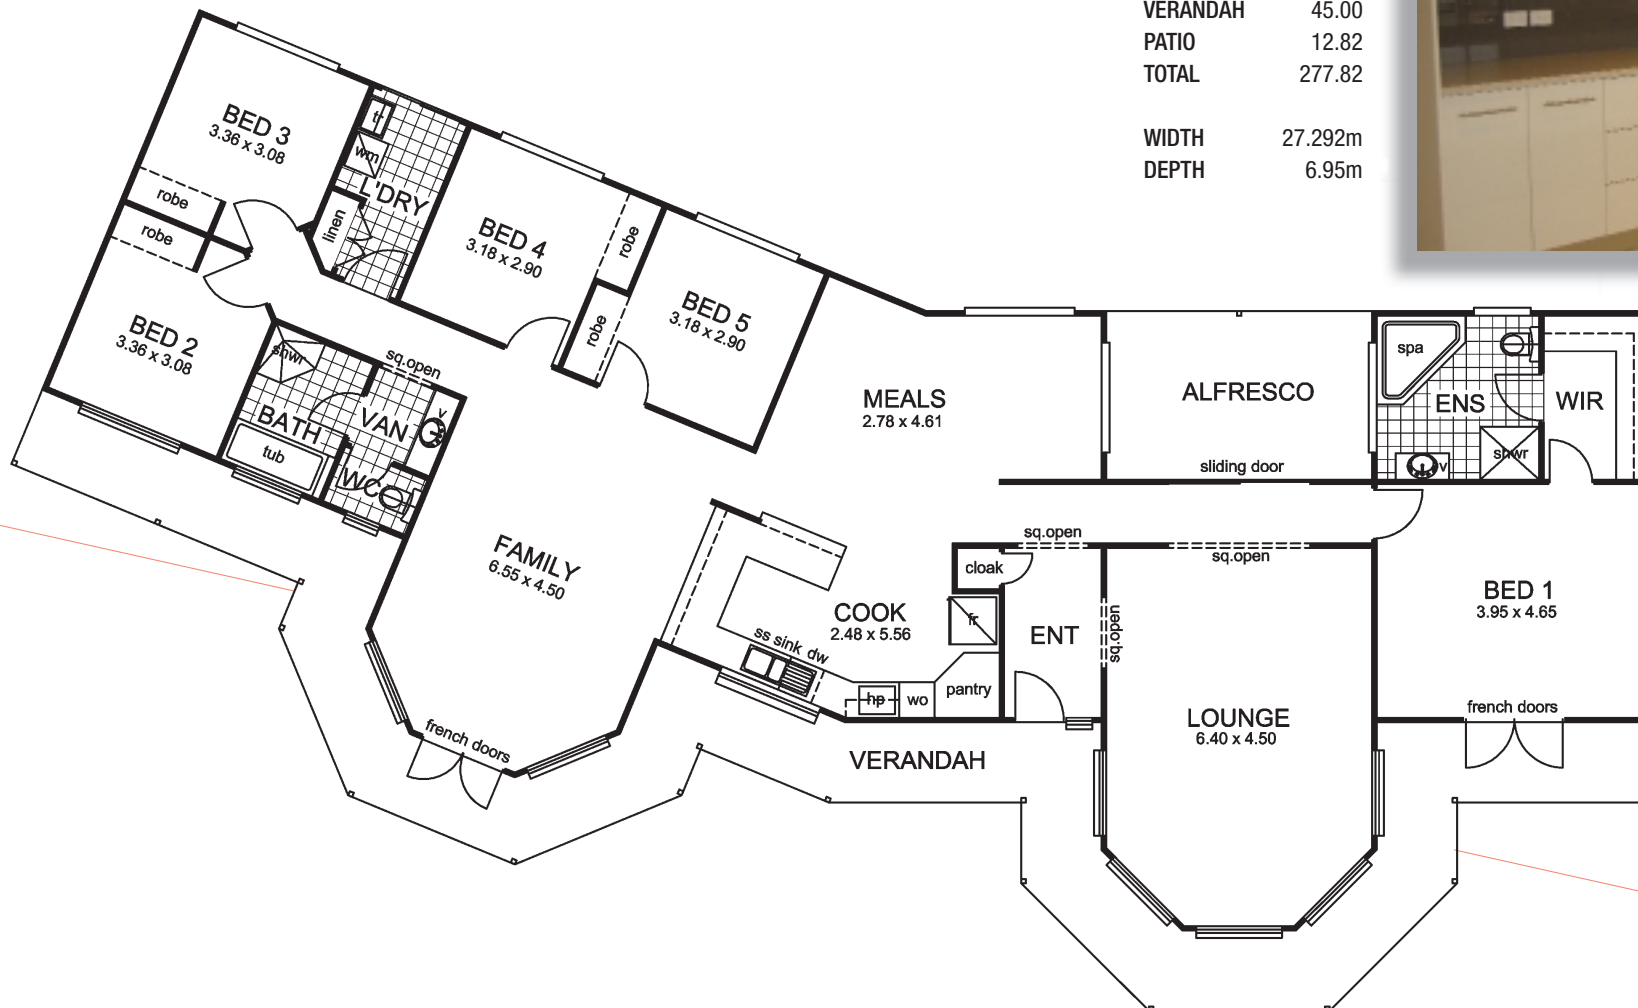 VERANDAH 45.00
PATIO 12.82
TOTAL 277.82
WIDTH 27.292m
DEPTH 6.95m
BED 3
3.36 x 3.08
robe
tr
wm
L'DRY
linen
BED 4
3.18 x 2.90
robe
BED 5
3.18 x 2.90
robe
robe
BED 2
3.36 x 3.08
shwr
sq.open
BATH
VAN
v
tub
WC
MEALS
2.78 x 4.61
ALFRESCO
sliding door
spa
ENS
WIR
v
shwr
FAMILY
6.55 x 4.50
french doors
sq.open
sq.open
cloak
COOK
2.48 x 5.56
fr
ENT
sq.open
ss sink dw
hp
wo
pantry
BED 1
3.95 x 4.65
french doors
LOUNGE
6.40 x 4.50
VERANDAH